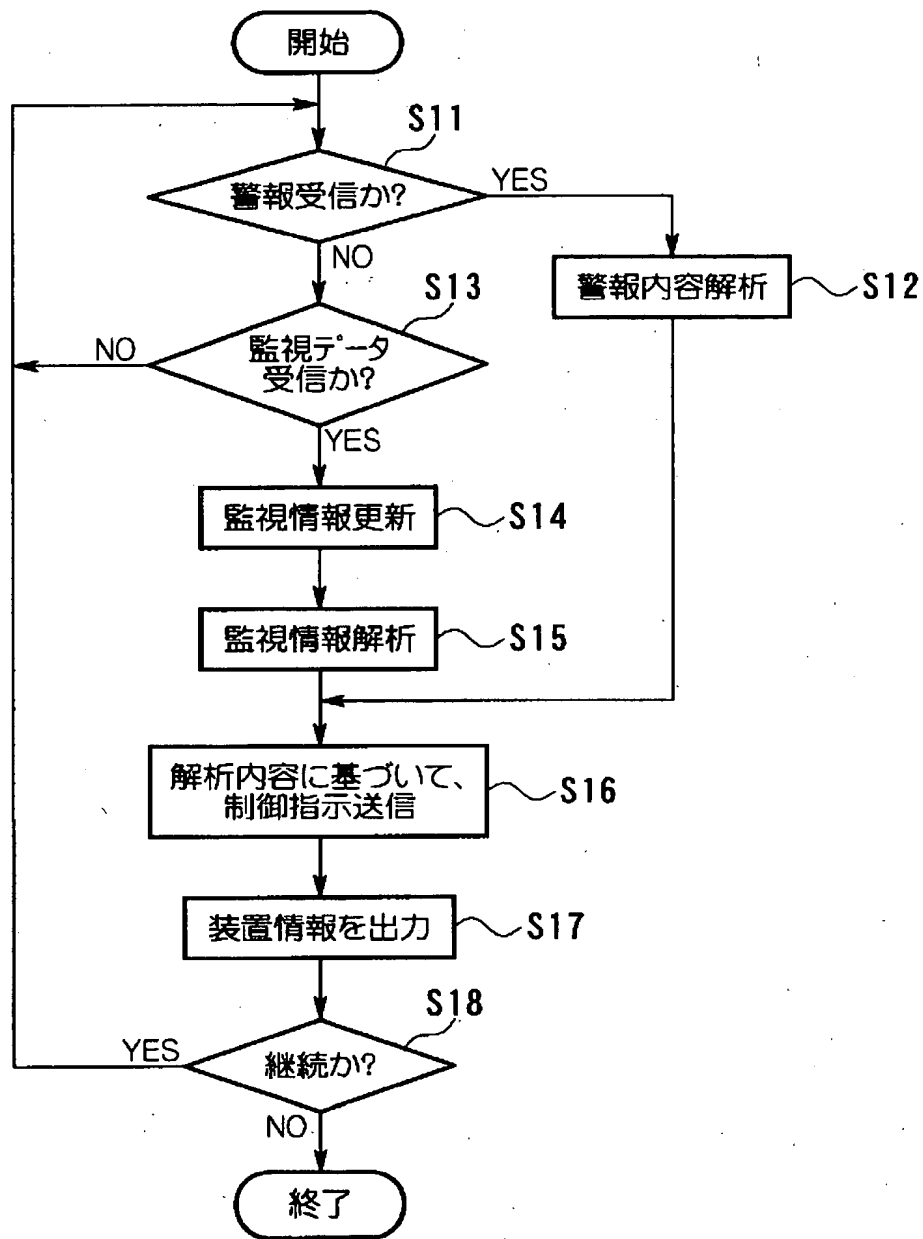 開始
S11
警報受信か?
YES
NO
警報内容解析
S12
S13
監視データ
受信か?
NO
YES
監視情報更新
S14
監視情報解析
S15
解析内容に基づいて、
制御指示送信
S16
装置情報を出力
S17
S18
継続か?
YES
NO
終了